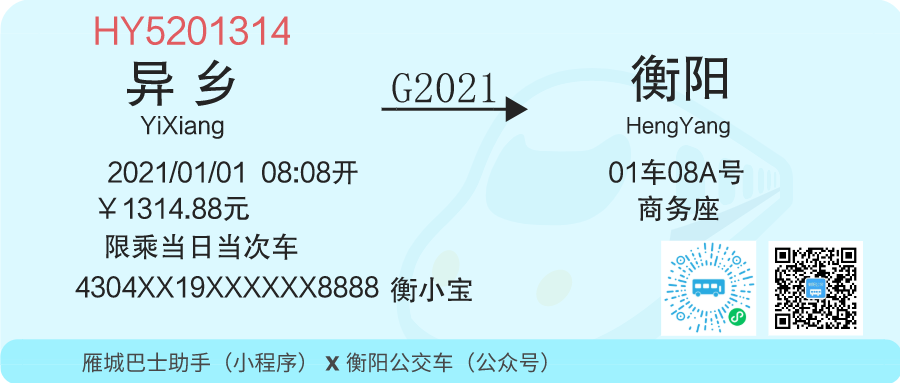 HY5201314
异乡 G2021 衡阳
YiXiang HengYang
2021/01/01 08:08开 01车08A号
￥1314.88元 商务座
限乘当日当次车
4304XX19XXXXXX8888 衡小宝
雁城巴士助手（小程序） x 衡阳公交车（公众号）